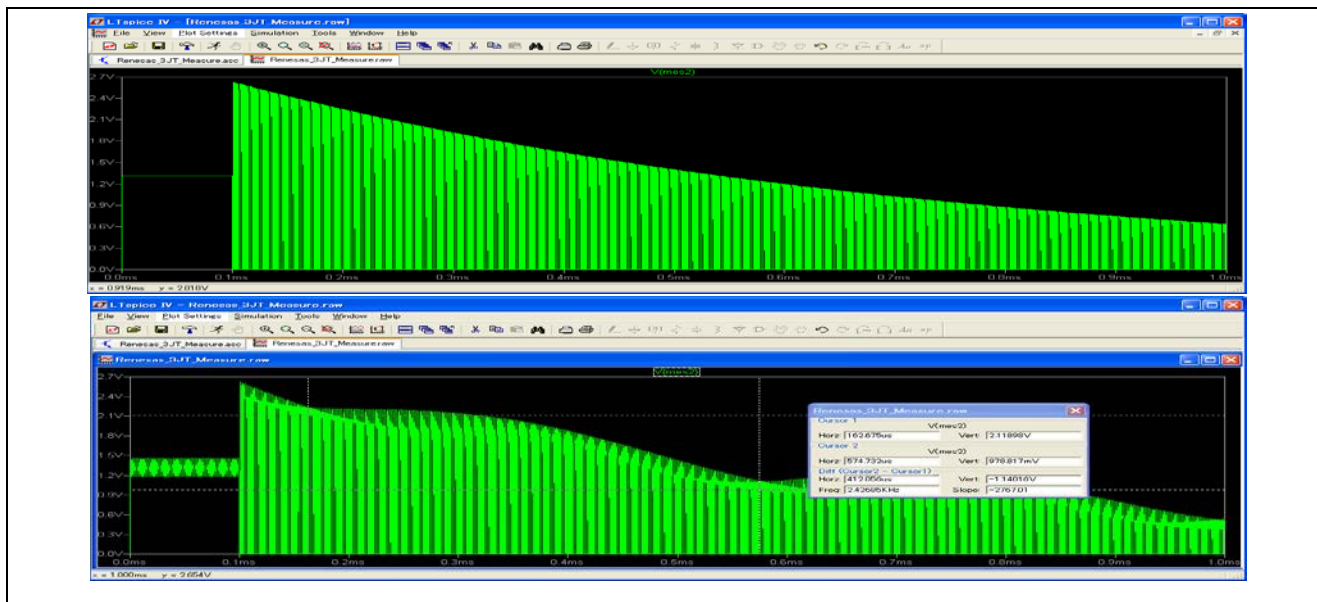 LTspice IV - [Renesas_3JT_Measure.raw]
File View Plot Settings Simulation Tools Window Help
Renesas_3JT_Measure.asc Renesas_3JT_Measure.raw
V(mes2)
2.7V
2.4V
2.1V
1.8V
1.5V
1.2V
0.9V
0.6V
0.3V
0.0V
0.0ms 0.1ms 0.2ms 0.3ms 0.4ms 0.5ms 0.6ms 0.7ms 0.8ms 0.9ms 1.0ms
x = 0.919ms y = 2.818V
LTspice IV - Renesas_3JT_Measure.raw
File View Plot Settings Simulation Tools Window Help
Renesas_3JT_Measure.asc Renesas_3JT_Measure.raw
Renesas_3JT_Measure.raw
V(mes2)
2.7V
2.4V
2.1V
1.8V
1.5V
1.2V
0.9V
0.6V
0.3V
0.0V
0.0ms 0.1ms 0.2ms 0.3ms 0.4ms 0.5ms 0.6ms 0.7ms 0.8ms 0.9ms 1.0ms
Renesas_3JT_Measure.raw
Cursor 1
V(mes2)
Horz: 162.675us Vert: 2.11898V
Cursor 2
V(mes2)
Horz: 574.732us Vert: 978.817mV
Diff (Cursor2 - Cursor1)
Horz: 412.056us Vert: -1.14016V
Freq: 2.42685KHz Slope: -2767.01
x = 1.000ms y = 2.654V